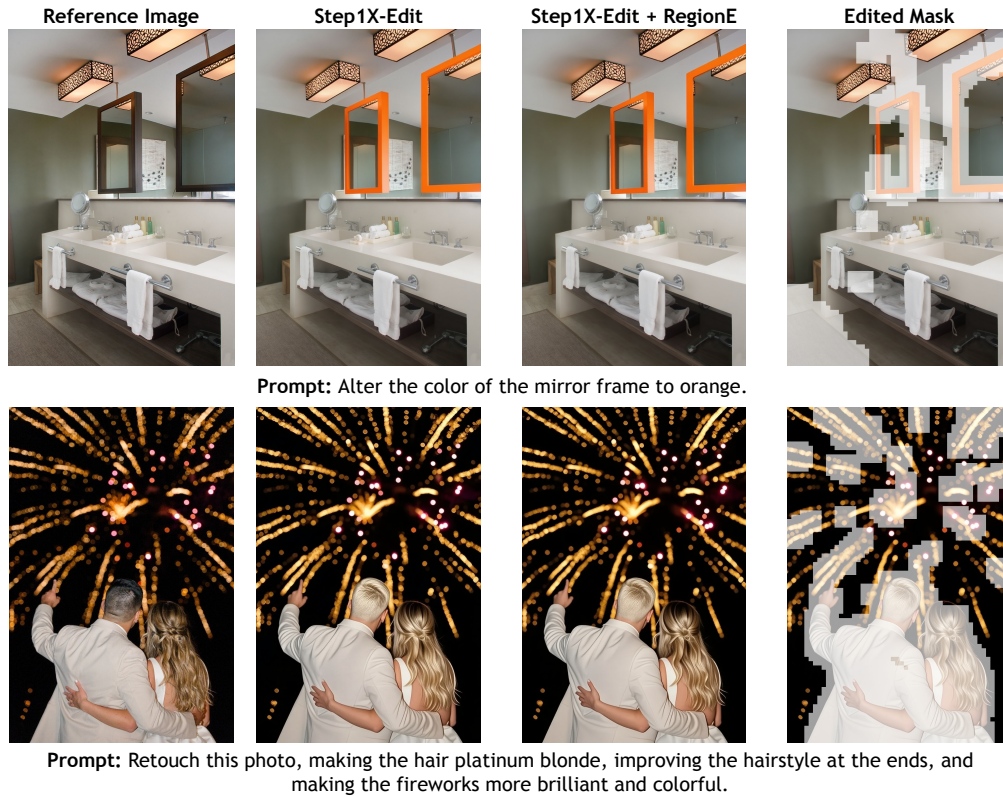 Reference Image
Step1X-Edit
Step1X-Edit + RegionE
Edited Mask
Prompt: Alter the color of the mirror frame to orange.
Prompt: Retouch this photo, making the hair platinum blonde, improving the hairstyle at the ends, and
making the fireworks more brilliant and colorful.